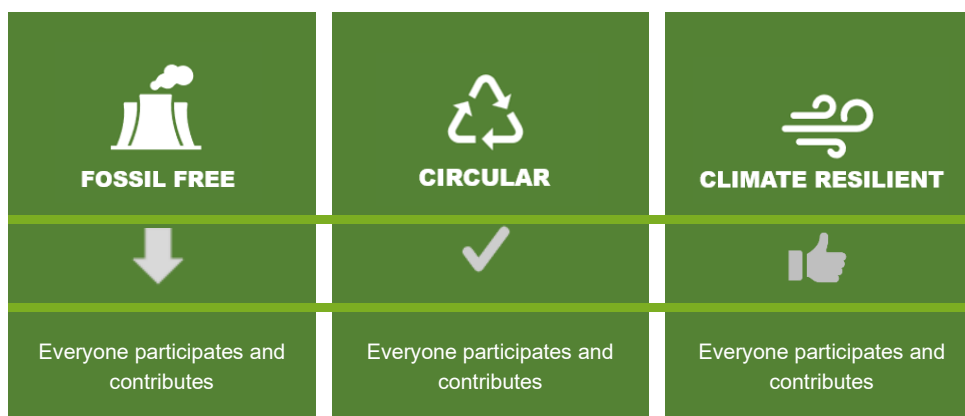 FOSSIL FREE
CIRCULAR
CLIMATE RESILIENT
Everyone participates and
contributes
Everyone participates and
contributes
Everyone participates and
contributes